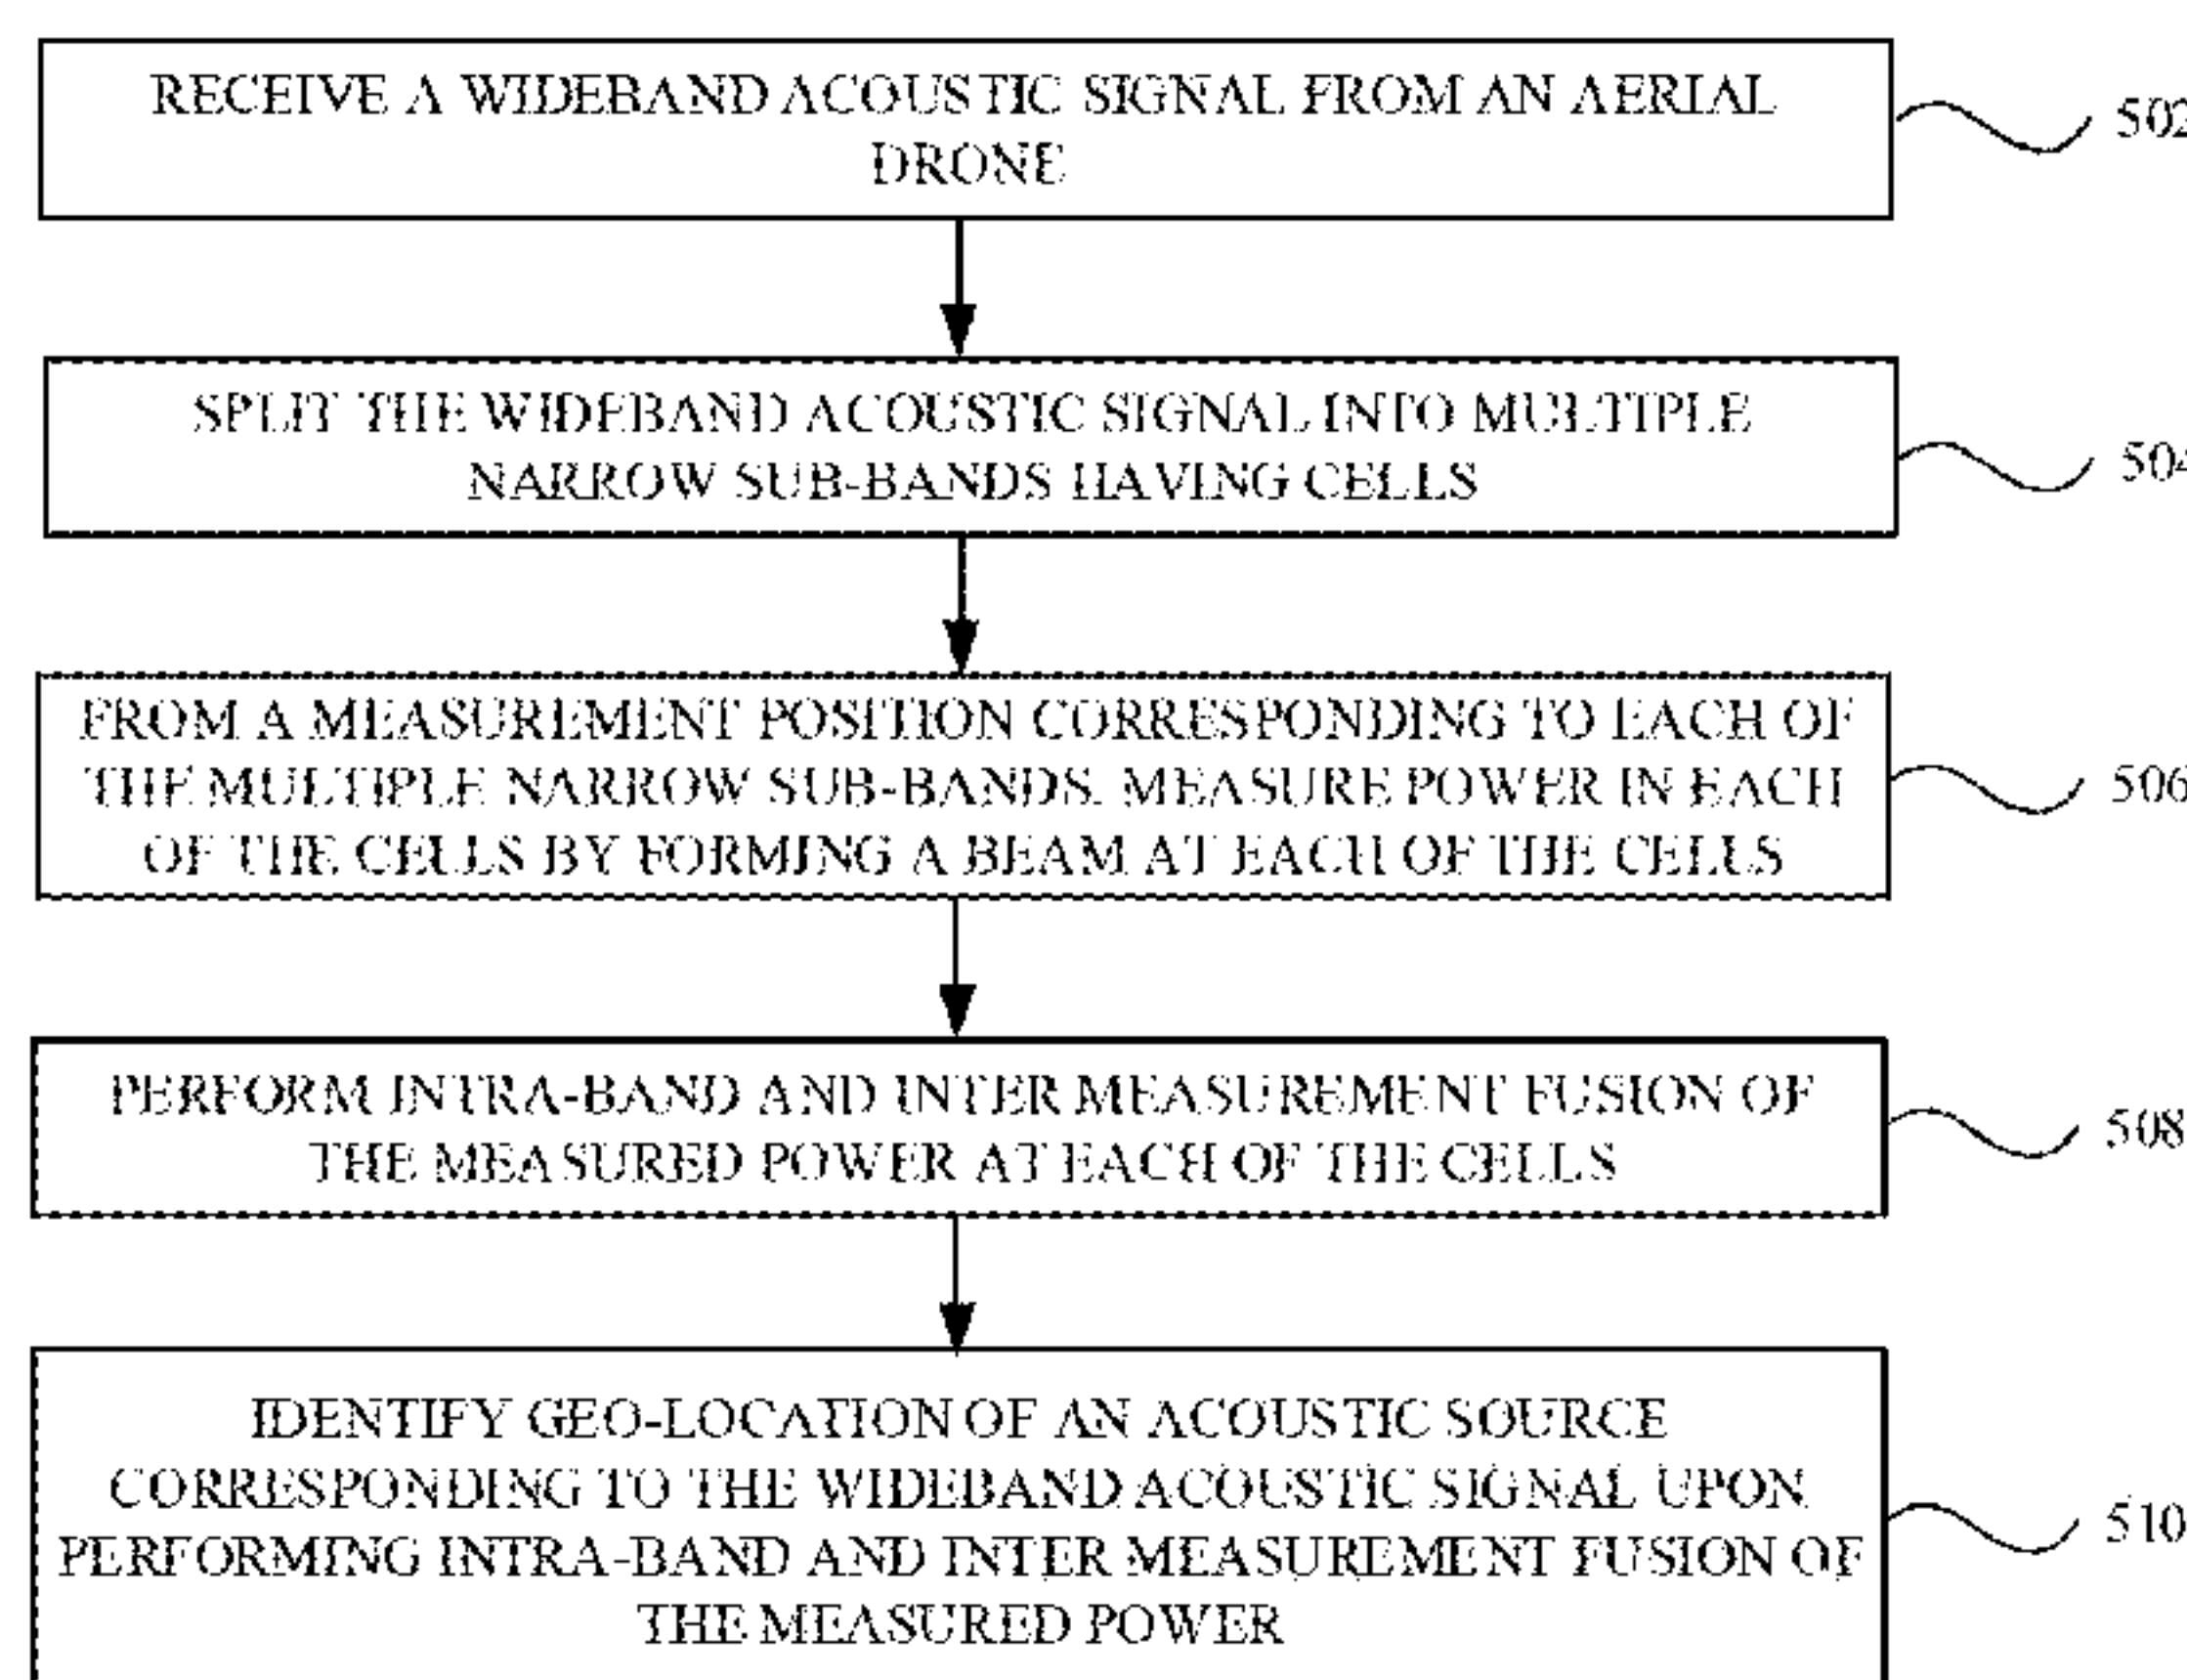 RECEIVE A WIDEBAND ACOUSTIC SIGNAL FROM AN AERIAL
DRONE
502
SPLIT THE WIDEBAND ACOUSTIC SIGNAL INTO MULTIPLE
NARROW SUB-BANDS HAVING CELLS
504
FROM A MEASUREMENT POSITION CORRESPONDING TO EACH OF
THE MULTIPLE NARROW SUB-BANDS, MEASURE POWER IN EACH
OF THE CELLS BY FORMING A BEAM AT EACH OF THE CELLS
506
PERFORM INTRA-BAND AND INTER MEASUREMENT FUSION OF
THE MEASURED POWER AT EACH OF THE CELLS
508
IDENTIFY GEO-LOCATION OF AN ACOUSTIC SOURCE
CORRESPONDING TO THE WIDEBAND ACOUSTIC SIGNAL UPON
PERFORMING INTRA-BAND AND INTER MEASUREMENT FUSION OF
THE MEASURED POWER
510